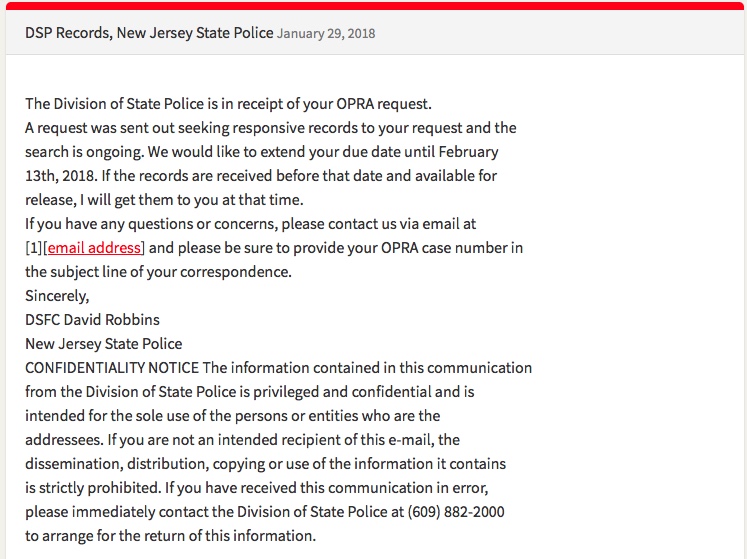 DSP Records, New Jersey State Police January 29, 2018
The Division of State Police is in receipt of your OPRA request.
A request was sent out seeking responsive records to your request and the
search is ongoing. We would like to extend your due date until February
13th, 2018. If the records are received before that date and available for
release, I will get them to you at that time.
If you have any questions or concerns, please contact us via email at
[1][email address] and please be sure to provide your OPRA case number in
the subject line of your correspondence.
Sincerely,
DSFC David Robbins
New Jersey State Police
CONFIDENTIALITY NOTICE The information contained in this communication
from the Division of State Police is privileged and confidential and is
intended for the sole use of the persons or entities who are the
addressees. If you are not an intended recipient of this e-mail, the
dissemination, distribution, copying or use of the information it contains
is strictly prohibited. If you have received this communication in error,
please immediately contact the Division of State Police at (609) 882-2000
to arrange for the return of this information.